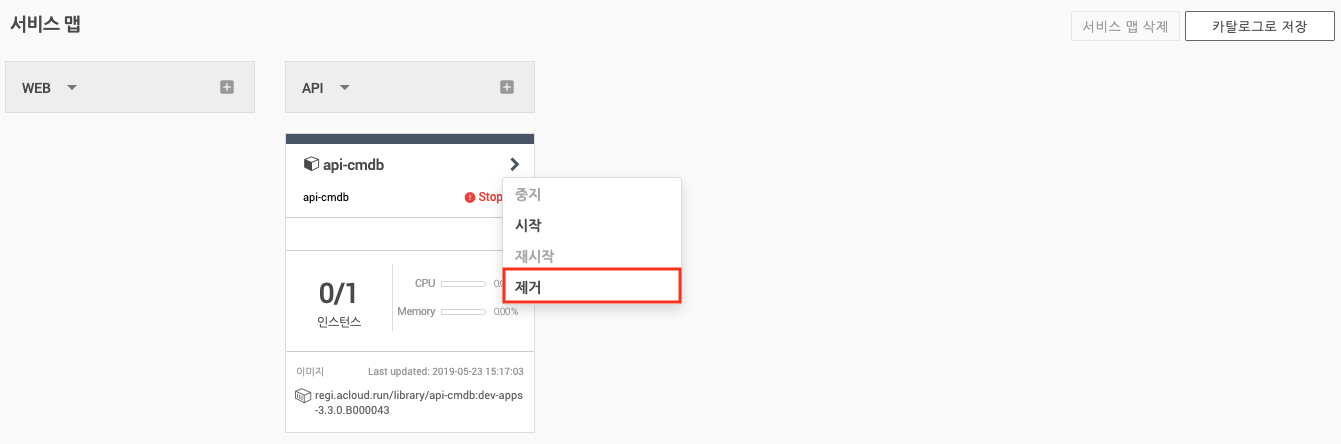 서비스 맵
서비스 맵 삭제
카탈로그로 저장
WEB
API
api-cmdb
api-cmdb
Stop
중지
시작
재시작
제거
0/1
인스턴스
CPU
Memory 0.00%
이미지
Last updated: 2019-05-23 15:17:03
regi.acloud.run/library/api-cmdb:dev-apps
-3.3.0.B000043